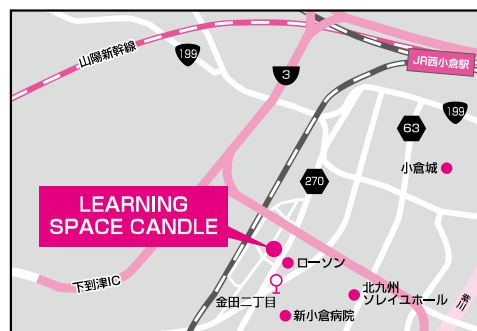 山陽新幹線
199
3
JR西小倉駅
199
63
小倉城
270
LEARNING
SPACE CANDLE
ローソン
下到津IC
金田二丁目
北九州
ソレイユホール
新小倉病院
紫川